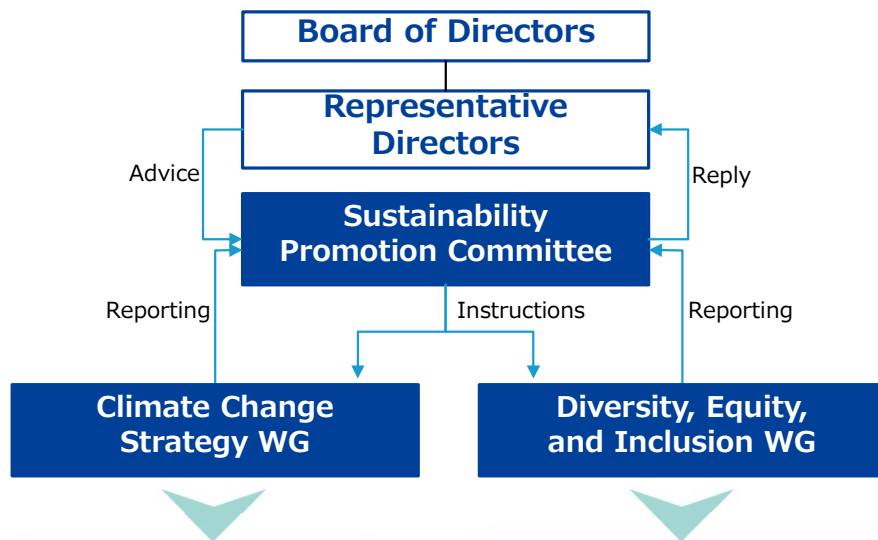 Board of Directors
Representative
Directors
Advice
Reply
Sustainability
Promotion Committee
Reporting
Instructions
Reporting
Climate Change
Strategy WG
Diversity, Equity,
and Inclusion WG